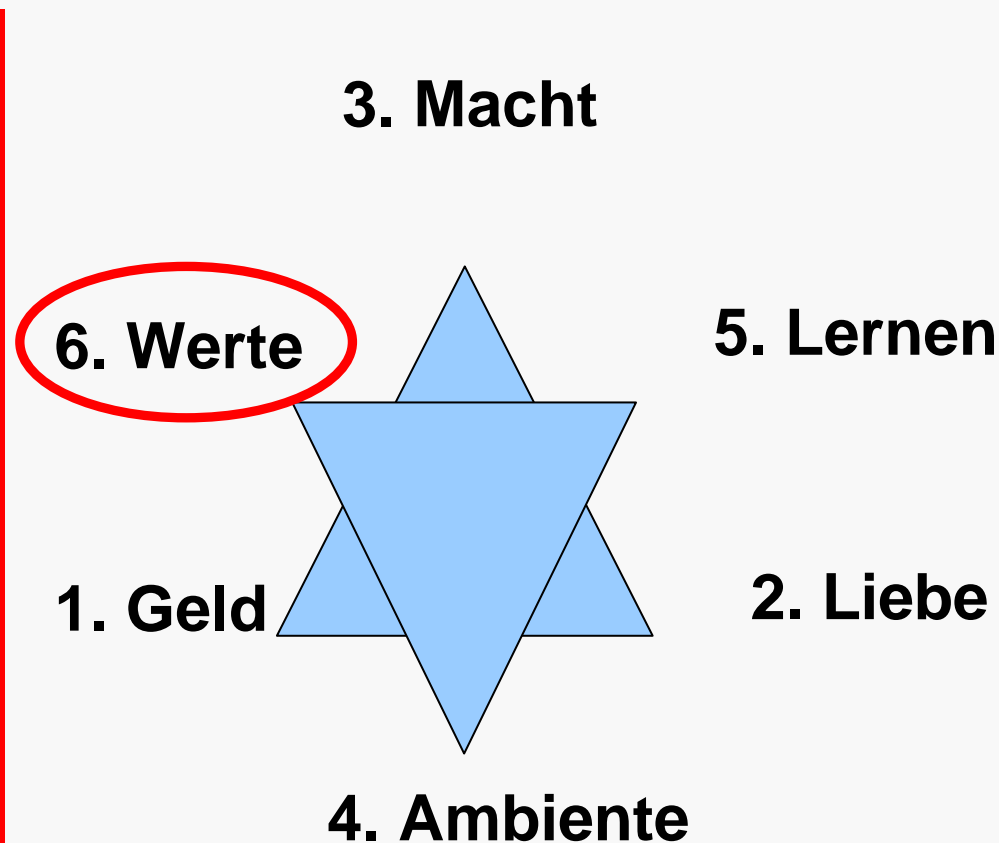 3. Macht
5. Lernen
6. Werte
1. Geld
2. Liebe
4. Ambiente